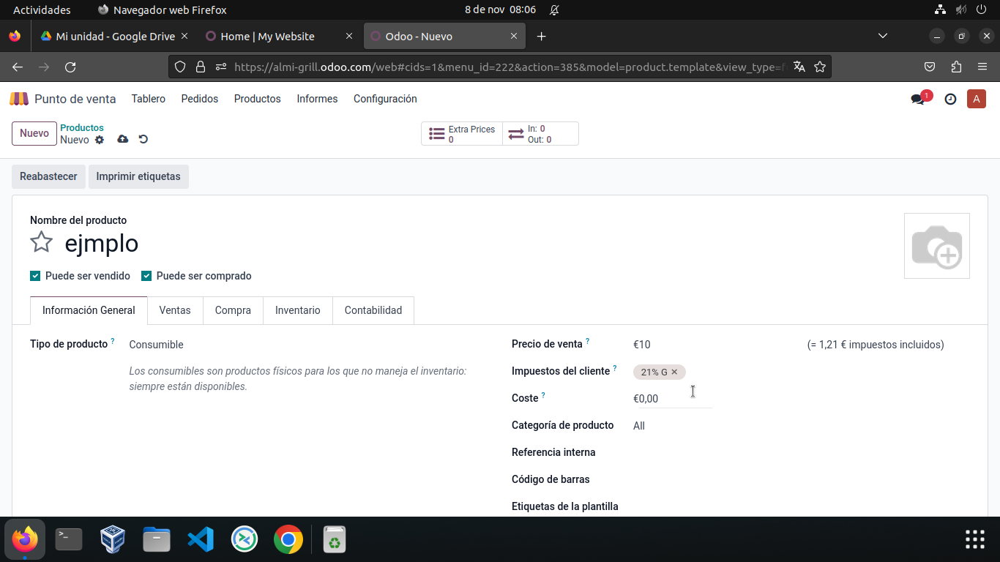 Actividades
Navegador web Firefox
8 de nov 08:06
Mi unidad - Google Drive
Home | My Website
Odoo - Nuevo
https://almi-grill.odoo.com/web#cids=1&menu_id=222&action=385&model=product.template&view_type=f
Punto de venta
Tablero
Pedidos
Productos
Informes
Configuración
1
A
Nuevo
Productos
Nuevo
Extra Prices
0
In: 0
Out: 0
Reabastecer
Imprimir etiquetas
Nombre del producto
ejmplo
Puede ser vendido
Puede ser comprado
Información General
Ventas
Compra
Inventario
Contabilidad
Tipo de producto ?
Consumible
Los consumibles son productos físicos para los que no maneja el inventario:
siempre están disponibles.
Precio de venta ?
€10
(= 1,21 € impuestos incluidos)
Impuestos del cliente ?
21% G
Coste ?
€0,00
Categoría de producto
All
Referencia interna
Código de barras
Etiquetas de la plantilla